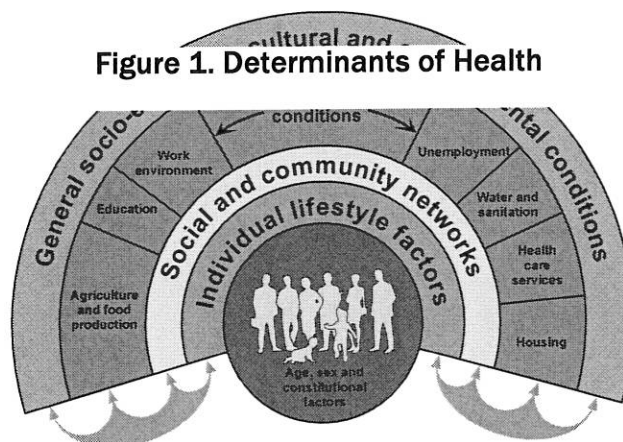 cultural and
Figure 1. Determinants of Health
General socio-e
ental conditions
conditions
Work
environment
Unemployment
Education
Water and
sanitation
Agriculture
and food
production
Health
care
services
Housing
Social and community networks
Individual lifestyle factors
Age, sex and
constitutional
factors